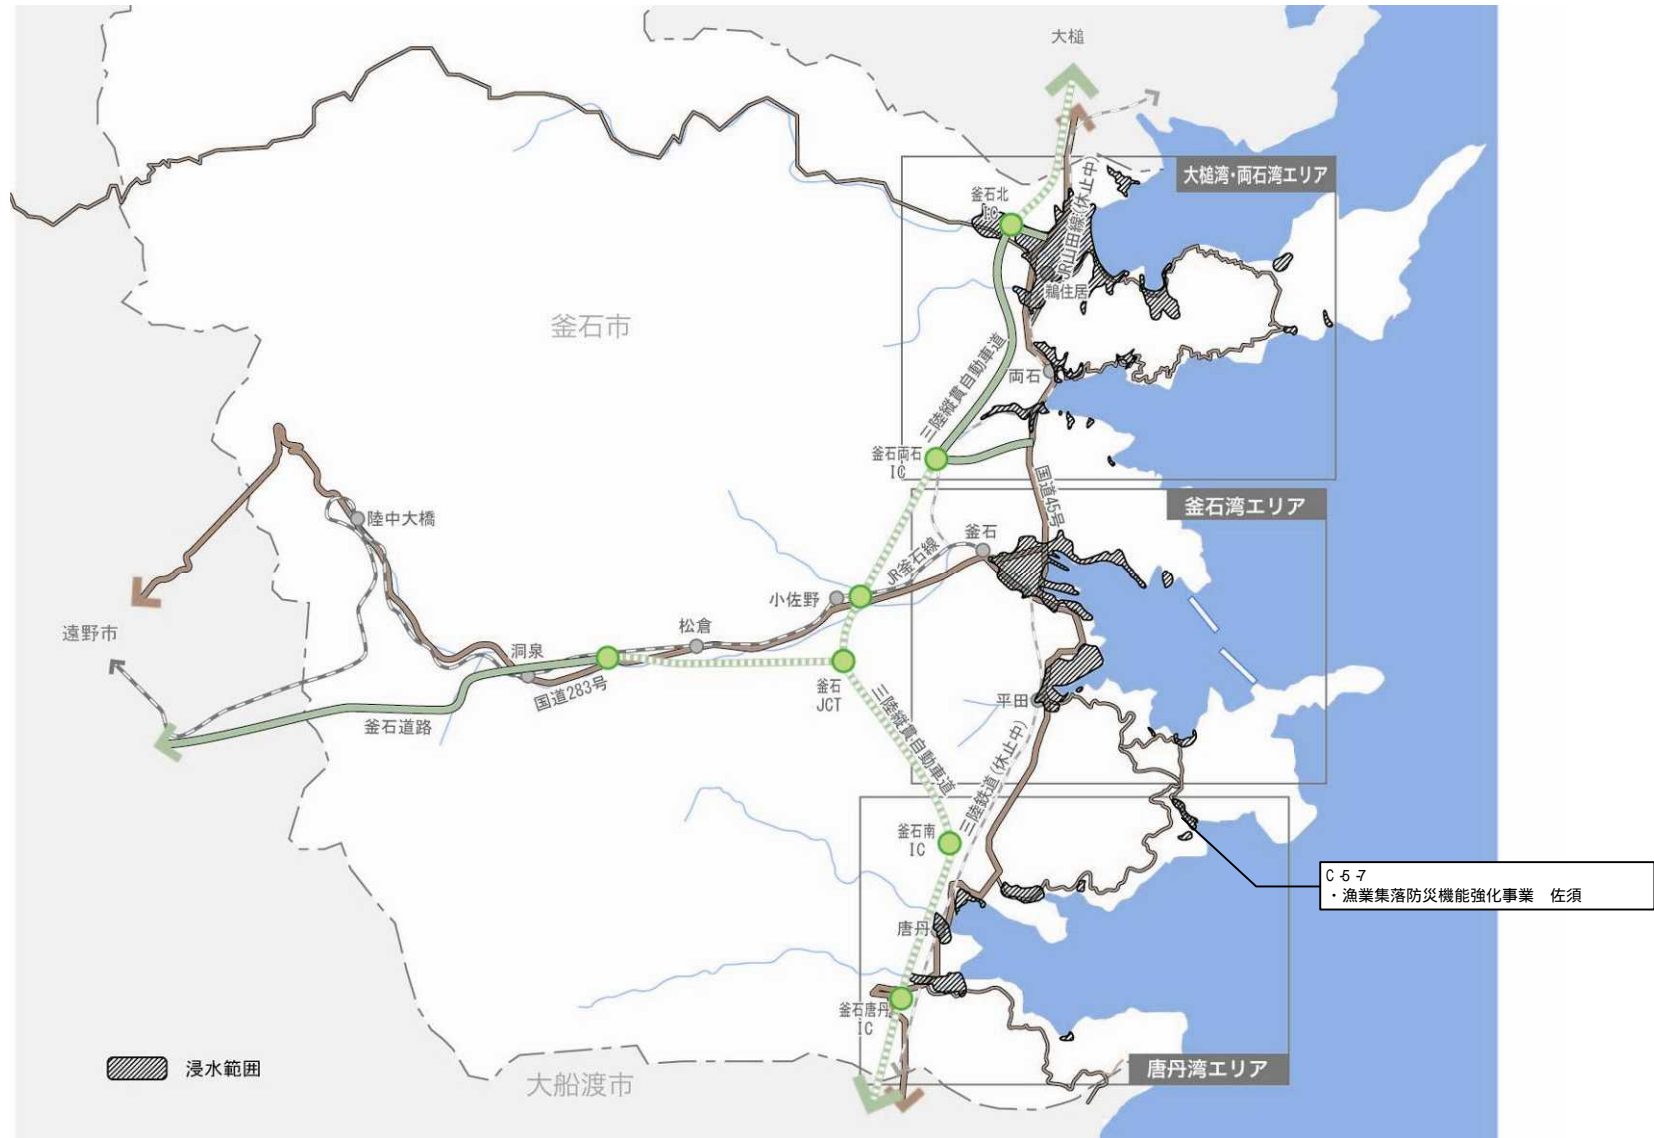 大槌
大槌湾・両石湾エリア
釜石北
IC
JR山田線(休止中)
鵜住居
釜石市
三陸縦貫自動車道
両石
釜石両石
IC
国道45号
釜石湾エリア
陸中大橋
釜石
JR釜石線
小佐野
遠野市
松倉
洞泉
国道283号
釜石
JCT
釜石道路
三陸縦貫自動車道
平田
三陸鉄道(休止中)
釜石南
IC
C-5-7
・漁業集落防災機能強化事業　佐須
唐丹
釜石唐丹
IC
唐丹湾エリア
浸水範囲
大船渡市